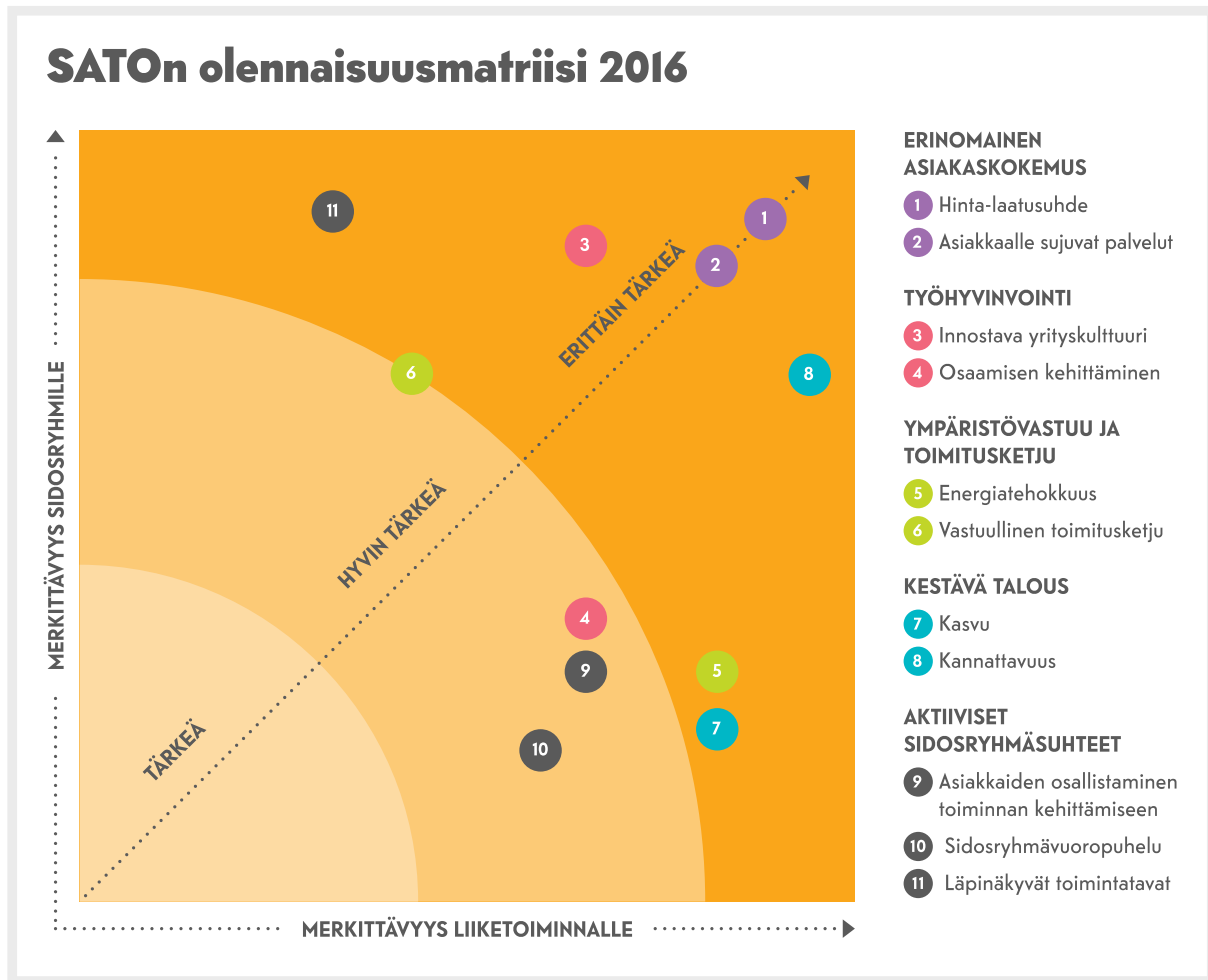 SATOn olennaisuusmatriisi 2016
MERKITTÄVYYS SIDOSRYHMILLE
11
3
1
2
ERITTÄIN TÄRKEÄ
6
8
HYVIN TÄRKEÄ
4
9
5
TÄRKEÄ
10
7
MERKITTÄVYYS LIIKETOIMINNALLE
ERINOMAINEN
ASIAKASKOKEMUS
1 Hinta-laatusuhde
2 Asiakkaalle sujuvat palvelut
TYÖHYVINVOINTI
3 Innostava yrityskulttuuri
4 Osaamisen kehittäminen
YMPÄRISTÖVASTUU JA
TOIMITUSKETJU
5 Energiatehokkuus
6 Vastuullinen toimitusketju
KESTÄVÄ TALOUS
7 Kasvu
8 Kannattavuus
AKTIIVISET
SIDOSRYHMÄSUHTEET
9 Asiakkaiden osallistaminen
toiminnan kehittämiseen
10 Sidosryhmävuoropuhelu
11 Läpinäkyvät toimintatavat